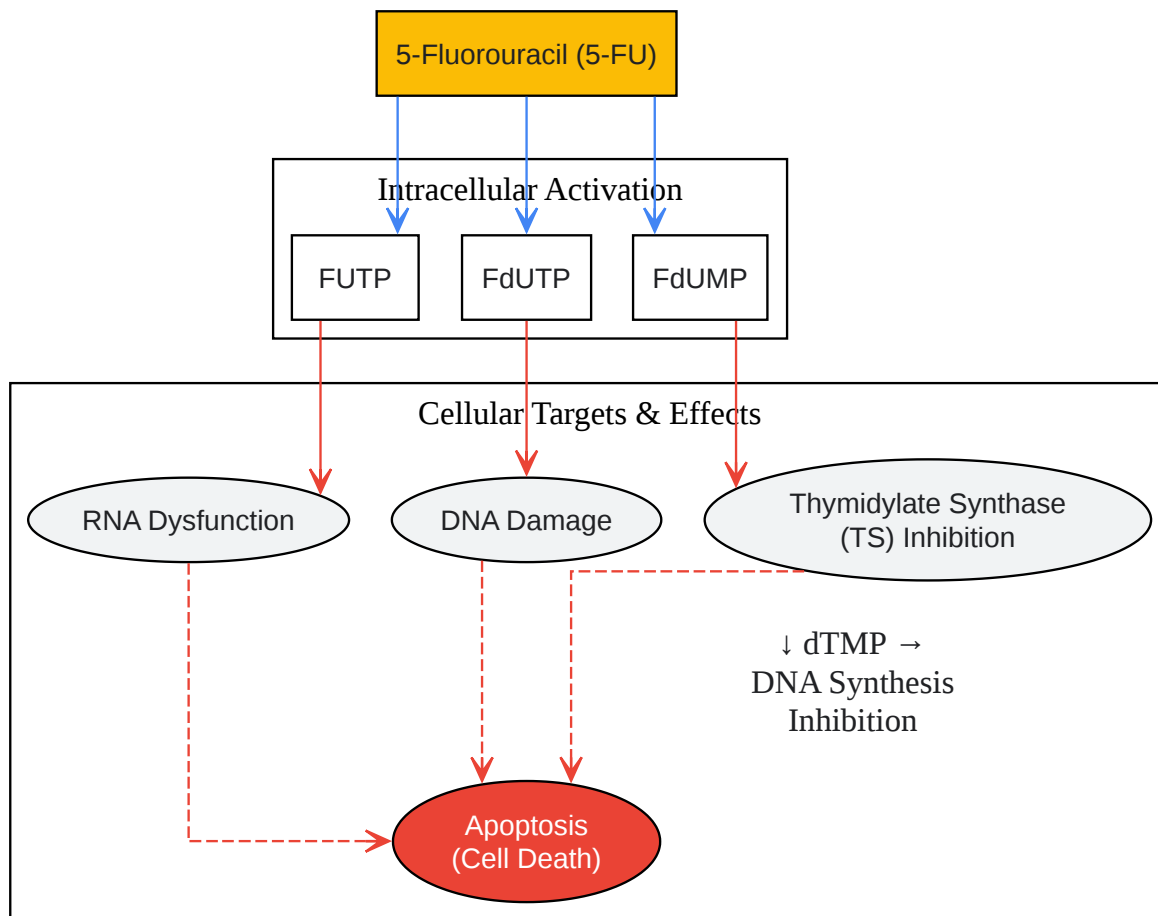 5-Fluorouracil (5-FU)
Intracellular Activation
FUTP
FdUTP
FdUMP
Cellular Targets & Effects
RNA Dysfunction
DNA Damage
Thymidylate Synthase
(TS) Inhibition
↓ dTMP →
DNA Synthesis
Inhibition
Apoptosis
(Cell Death)